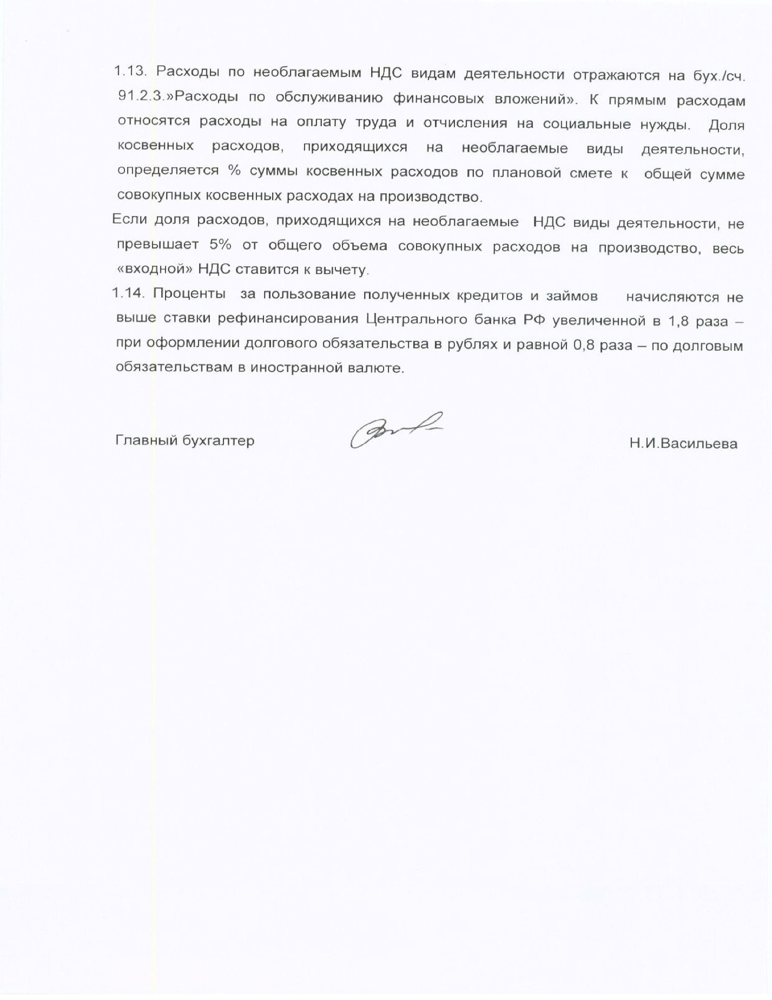 1.13. Расходы по необлагаемым НДС видам деятельности отражаются на бух./сч.
91.2.3.»Расходы по обслуживанию финансовых вложений». К прямым расходам
относятся расходы на оплату труда и отчисления на социальные нужды. Доля
косвенных расходов, приходящихся на необлагаемые виды деятельности,
определяется % суммы косвенных расходов по плановой смете к общей сумме
совокупных косвенных расходах на производство.
Если доля расходов, приходящихся на необлагаемые НДС виды деятельности, не
превышает 5% от общего объема совокупных расходов на производство, весь
«входной» НДС ставится к вычету.
1.14. Проценты за пользование полученных кредитов и займов начисляются не
выше ставки рефинансирования Центрального банка РФ увеличенной в 1,8 раза –
при оформлении долгового обязательства в рублях и равной 0,8 раза – по долговым
обязательствам в иностранной валюте.
Главный бухгалтер Н.И.Васильева